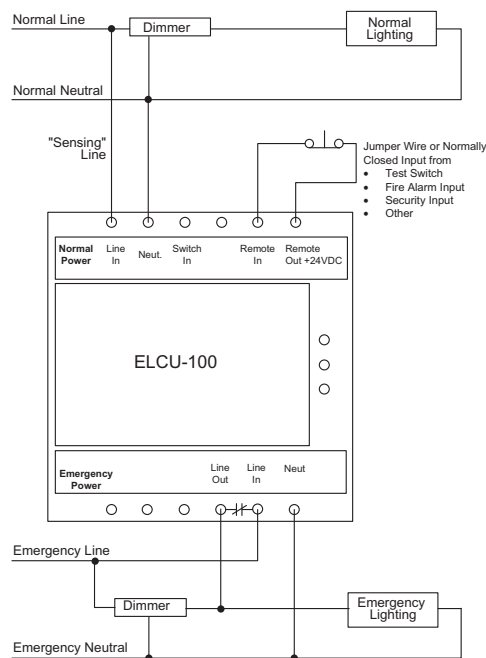 Normal Line
Dimmer
Normal
Lighting
Normal Neutral
"Sensing"
Line
Jumper Wire or Normally
Closed Input from
• Test Switch
• Fire Alarm Input
• Security Input
• Other
Normal
Power
Line
In
Neut.
Switch
In
Remote
In
Remote
Out +24VDC
ELCU-100
Emergency
Power
Line
Out
Line
In
Neut
Emergency Line
Dimmer
Emergency
Lighting
Emergency Neutral